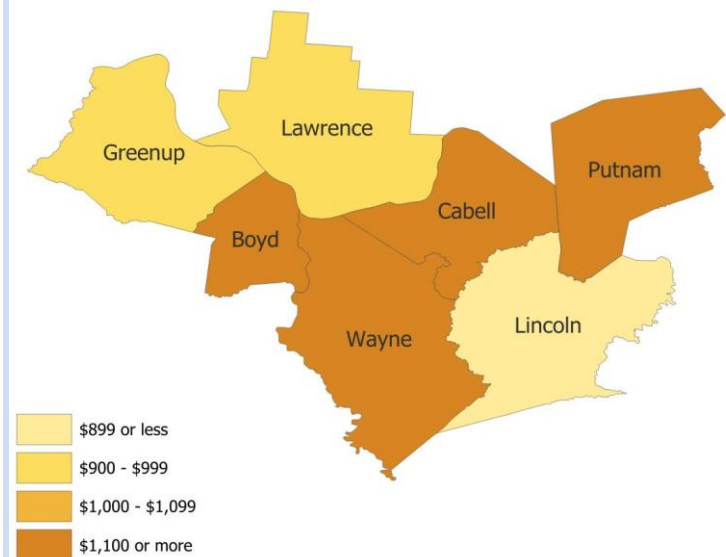 Lawrence
Greenup
Putnam
Cabell
Boyd
Lincoln
Wayne
$899 or less
$900 - $999
$1,000 - $1,099
$1,100 or more